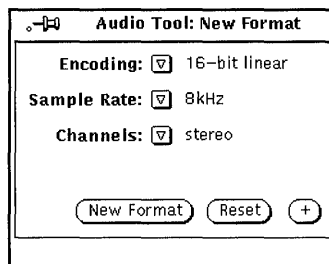 Audio Tool: New Format
Encoding: 16-bit linear
Sample Rate: 8kHz
Channels: stereo
New Format Reset +